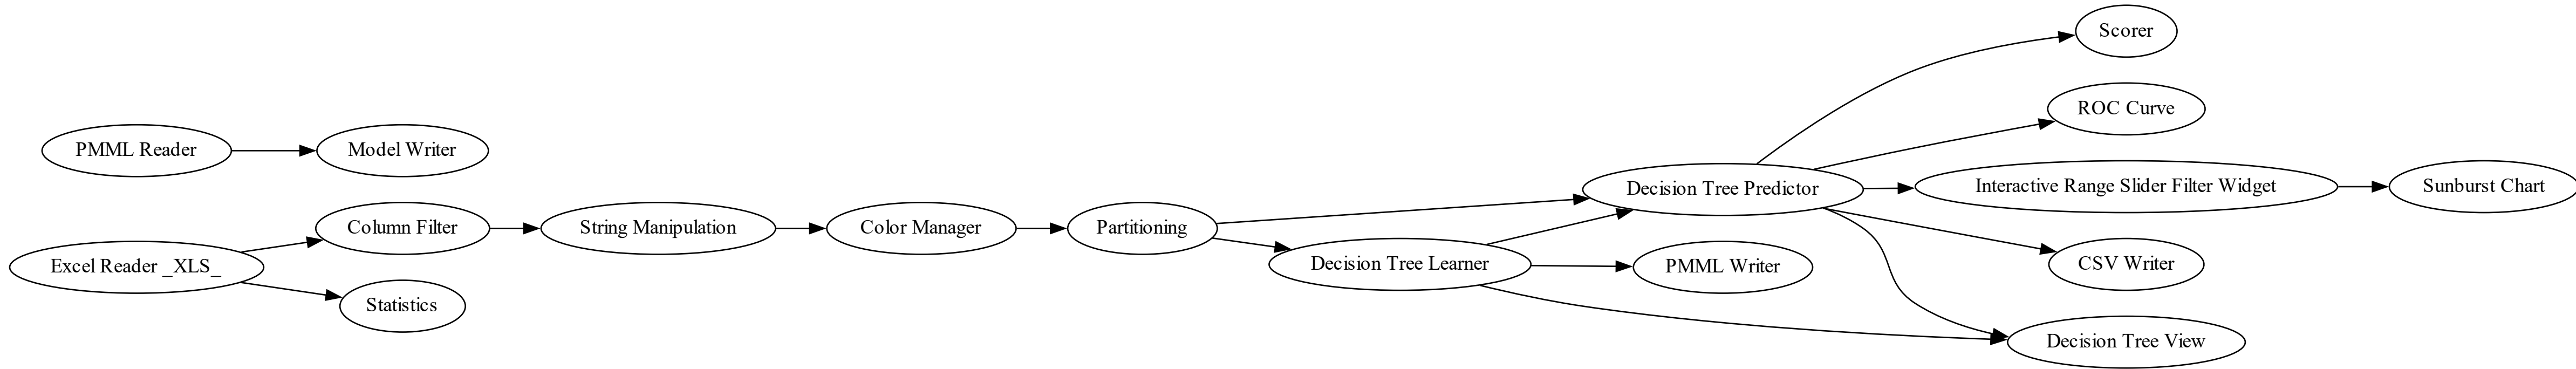 Scorer
ROC Curve
PMML Reader
Model Writer
Decision Tree Predictor
Interactive Range Slider Filter Widget
Sunburst Chart
Column Filter
String Manipulation
Color Manager
Partitioning
Excel Reader _XLS_
Decision Tree Learner
PMML Writer
CSV Writer
Statistics
Decision Tree View